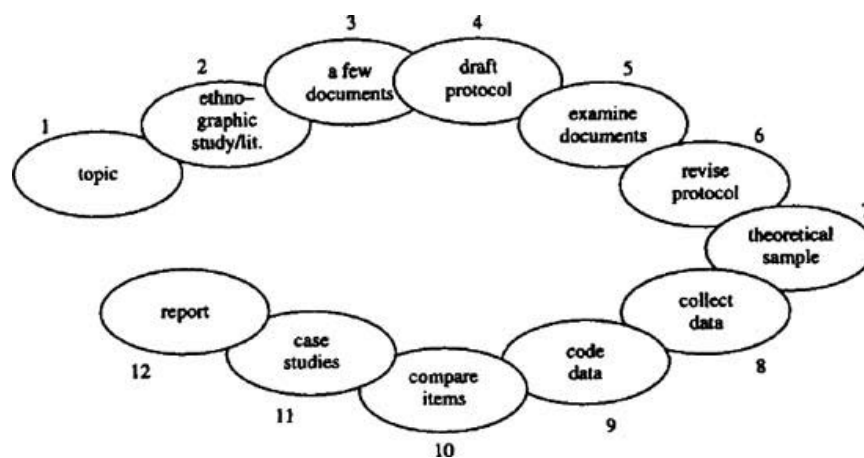 1
topic
2
ethno–
graphic
study/lit.
3
a few
documents
4
draft
protocol
5
examine
documents
6
revise
protocol
theoretical
sample
collect
data
8
code
data
9
compare
items
10
case
studies
11
report
12